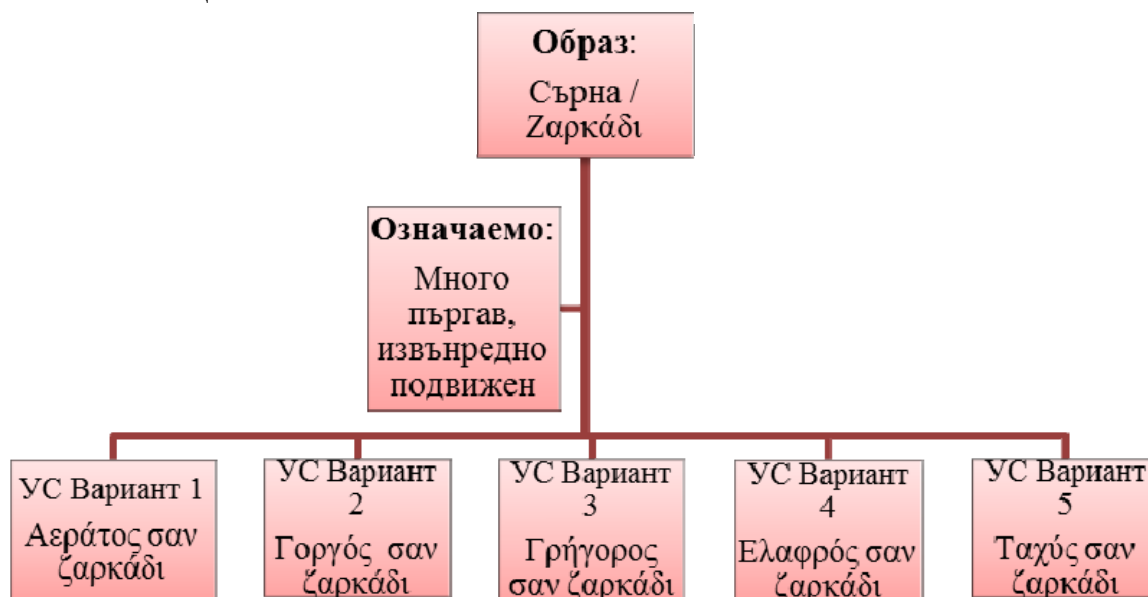 Образ:
Сърна /
Ζαρκάδι
Означаемо:
Много
пъргав,
извънредно
подвижен
УС Вариант 1
Αεράτος σαν
ζαρκάδι
УС Вариант
2
Γοργός σαν
ζαρκάδι
УС Вариант
3
Γρήγορος
σαν ζαρκάδι
УС Вариант
4
Ελαφρός σαν
ζαρκάδι
УС Вариант
5
Ταχύς σαν
ζαρκάδι